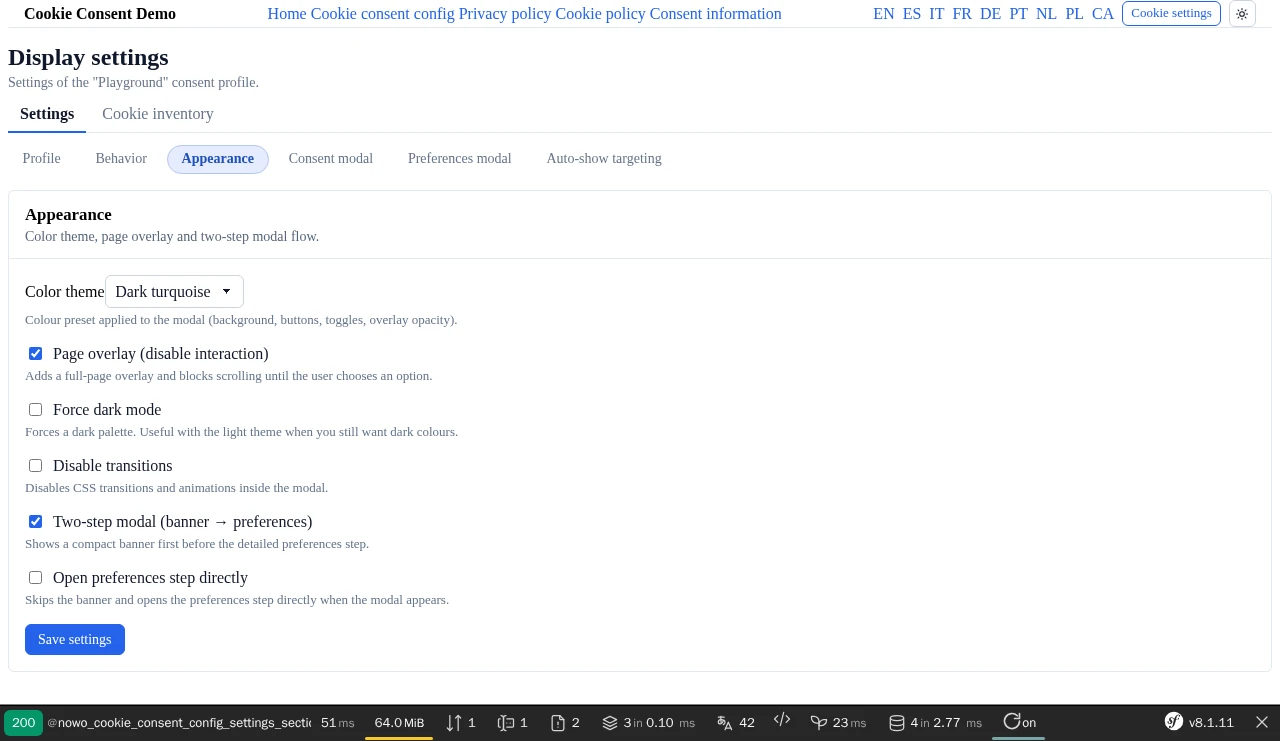 Cookie Consent Demo Home Cookie consent config Privacy policy Cookie policy Consent information EN ES IT FR DE PT NL PL CA Cookie settings
Display settings
Settings of the "Playground" consent profile.
Settings Cookie inventory
Profile Behavior Appearance Consent modal Preferences modal Auto-show targeting
Appearance
Color theme, page overlay and two-step modal flow.
Color theme Dark turquoise
Colour preset applied to the modal (background, buttons, toggles, overlay opacity).
Page overlay (disable interaction)
Adds a full-page overlay and blocks scrolling until the user chooses an option.
Force dark mode
Forces a dark palette. Useful with the light theme when you still want dark colours.
Disable transitions
Disables CSS transitions and animations inside the modal.
Two-step modal (banner → preferences)
Shows a compact banner first before the detailed preferences step.
Open preferences step directly
Skips the banner and opens the preferences step directly when the modal appears.
Save settings
200 @nowo_cookie_consent_config_settings_sectic 51 ms 64.0 MiB 1 1 2 3 in 0.10 ms 42 23 ms 4 in 2.77 ms on v8.1.11